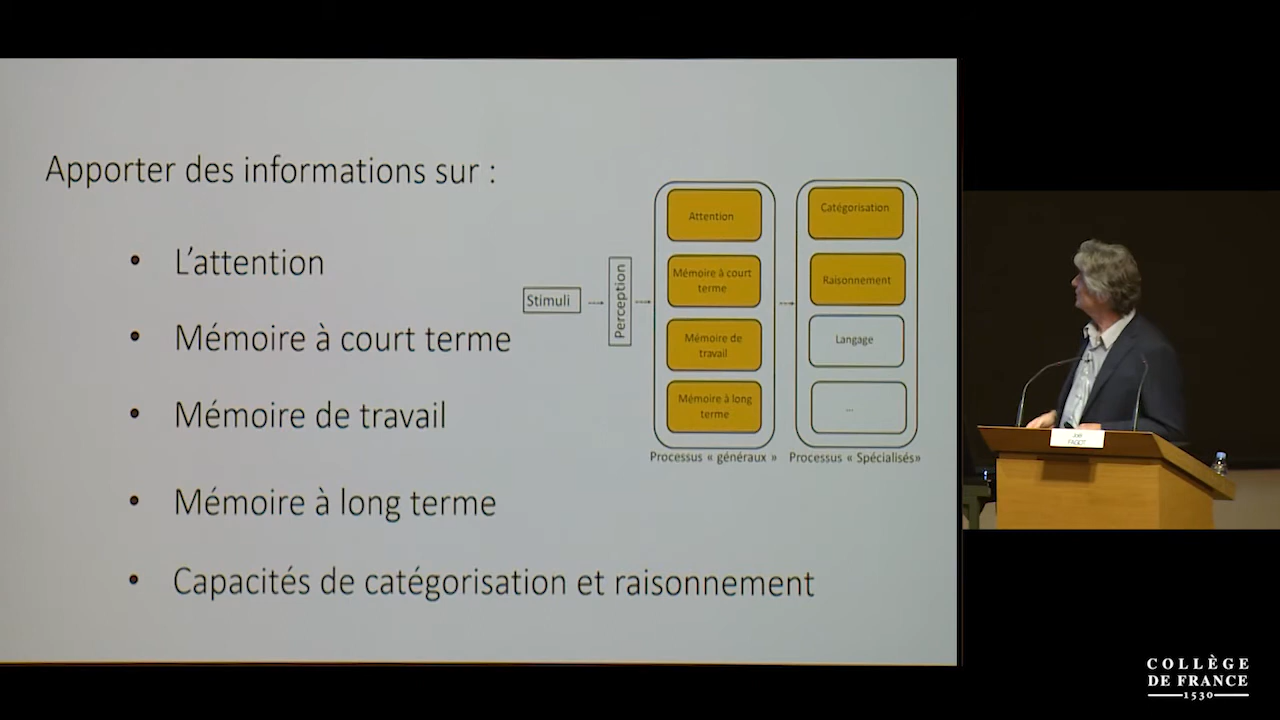 Apporter des informations sur :
• L’attention
• Mémoire à court terme
• Mémoire de travail
• Mémoire à long terme
• Capacités de catégorisation et raisonnement
Stimuli
Perception
Attention
Mémoire à court
terme
Mémoire de
travail
Mémoire à long
terme
Processus « généraux »
Catégorisation
Raisonnement
Langage
...
Processus « Spécialisés»
FAGOT
COLLÈGE
DE FRANCE
1530